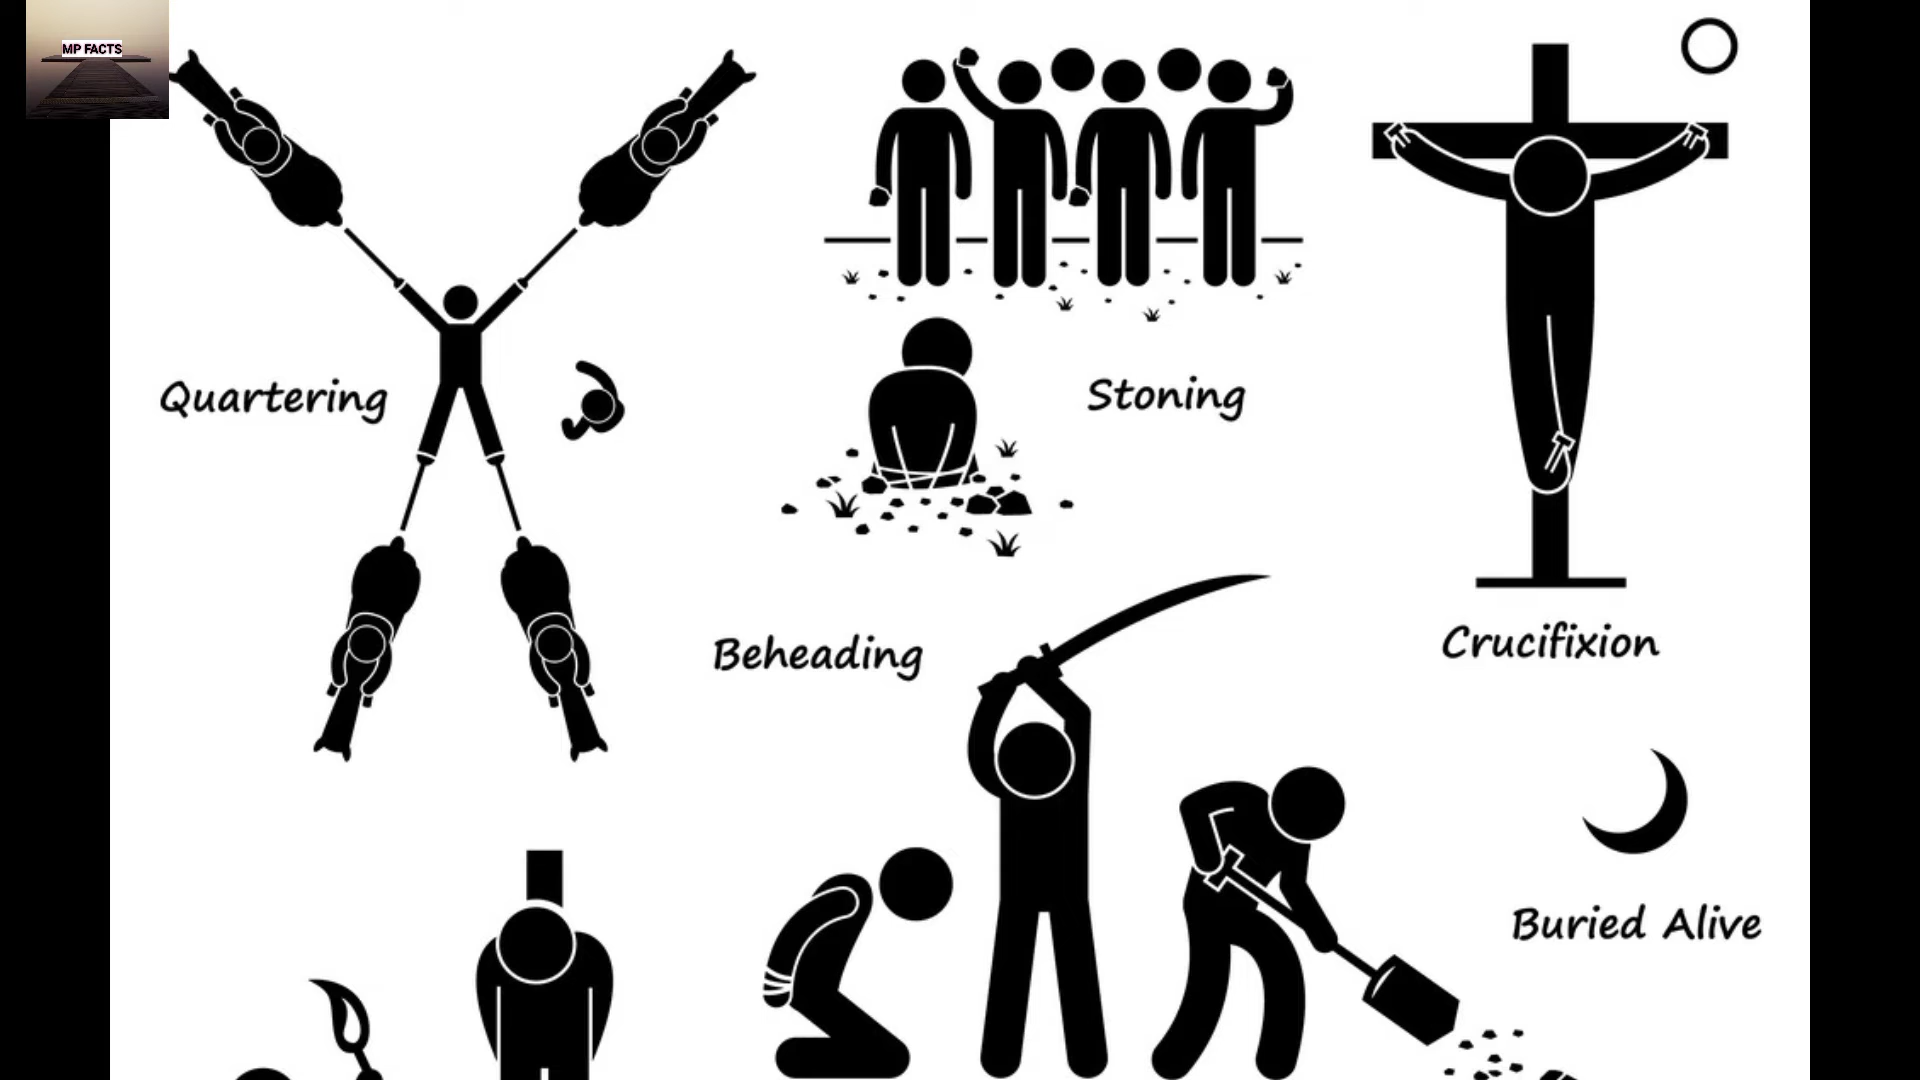 MP FACTS
Quartering
Stoning
Crucifixion
Beheading
Buried Alive